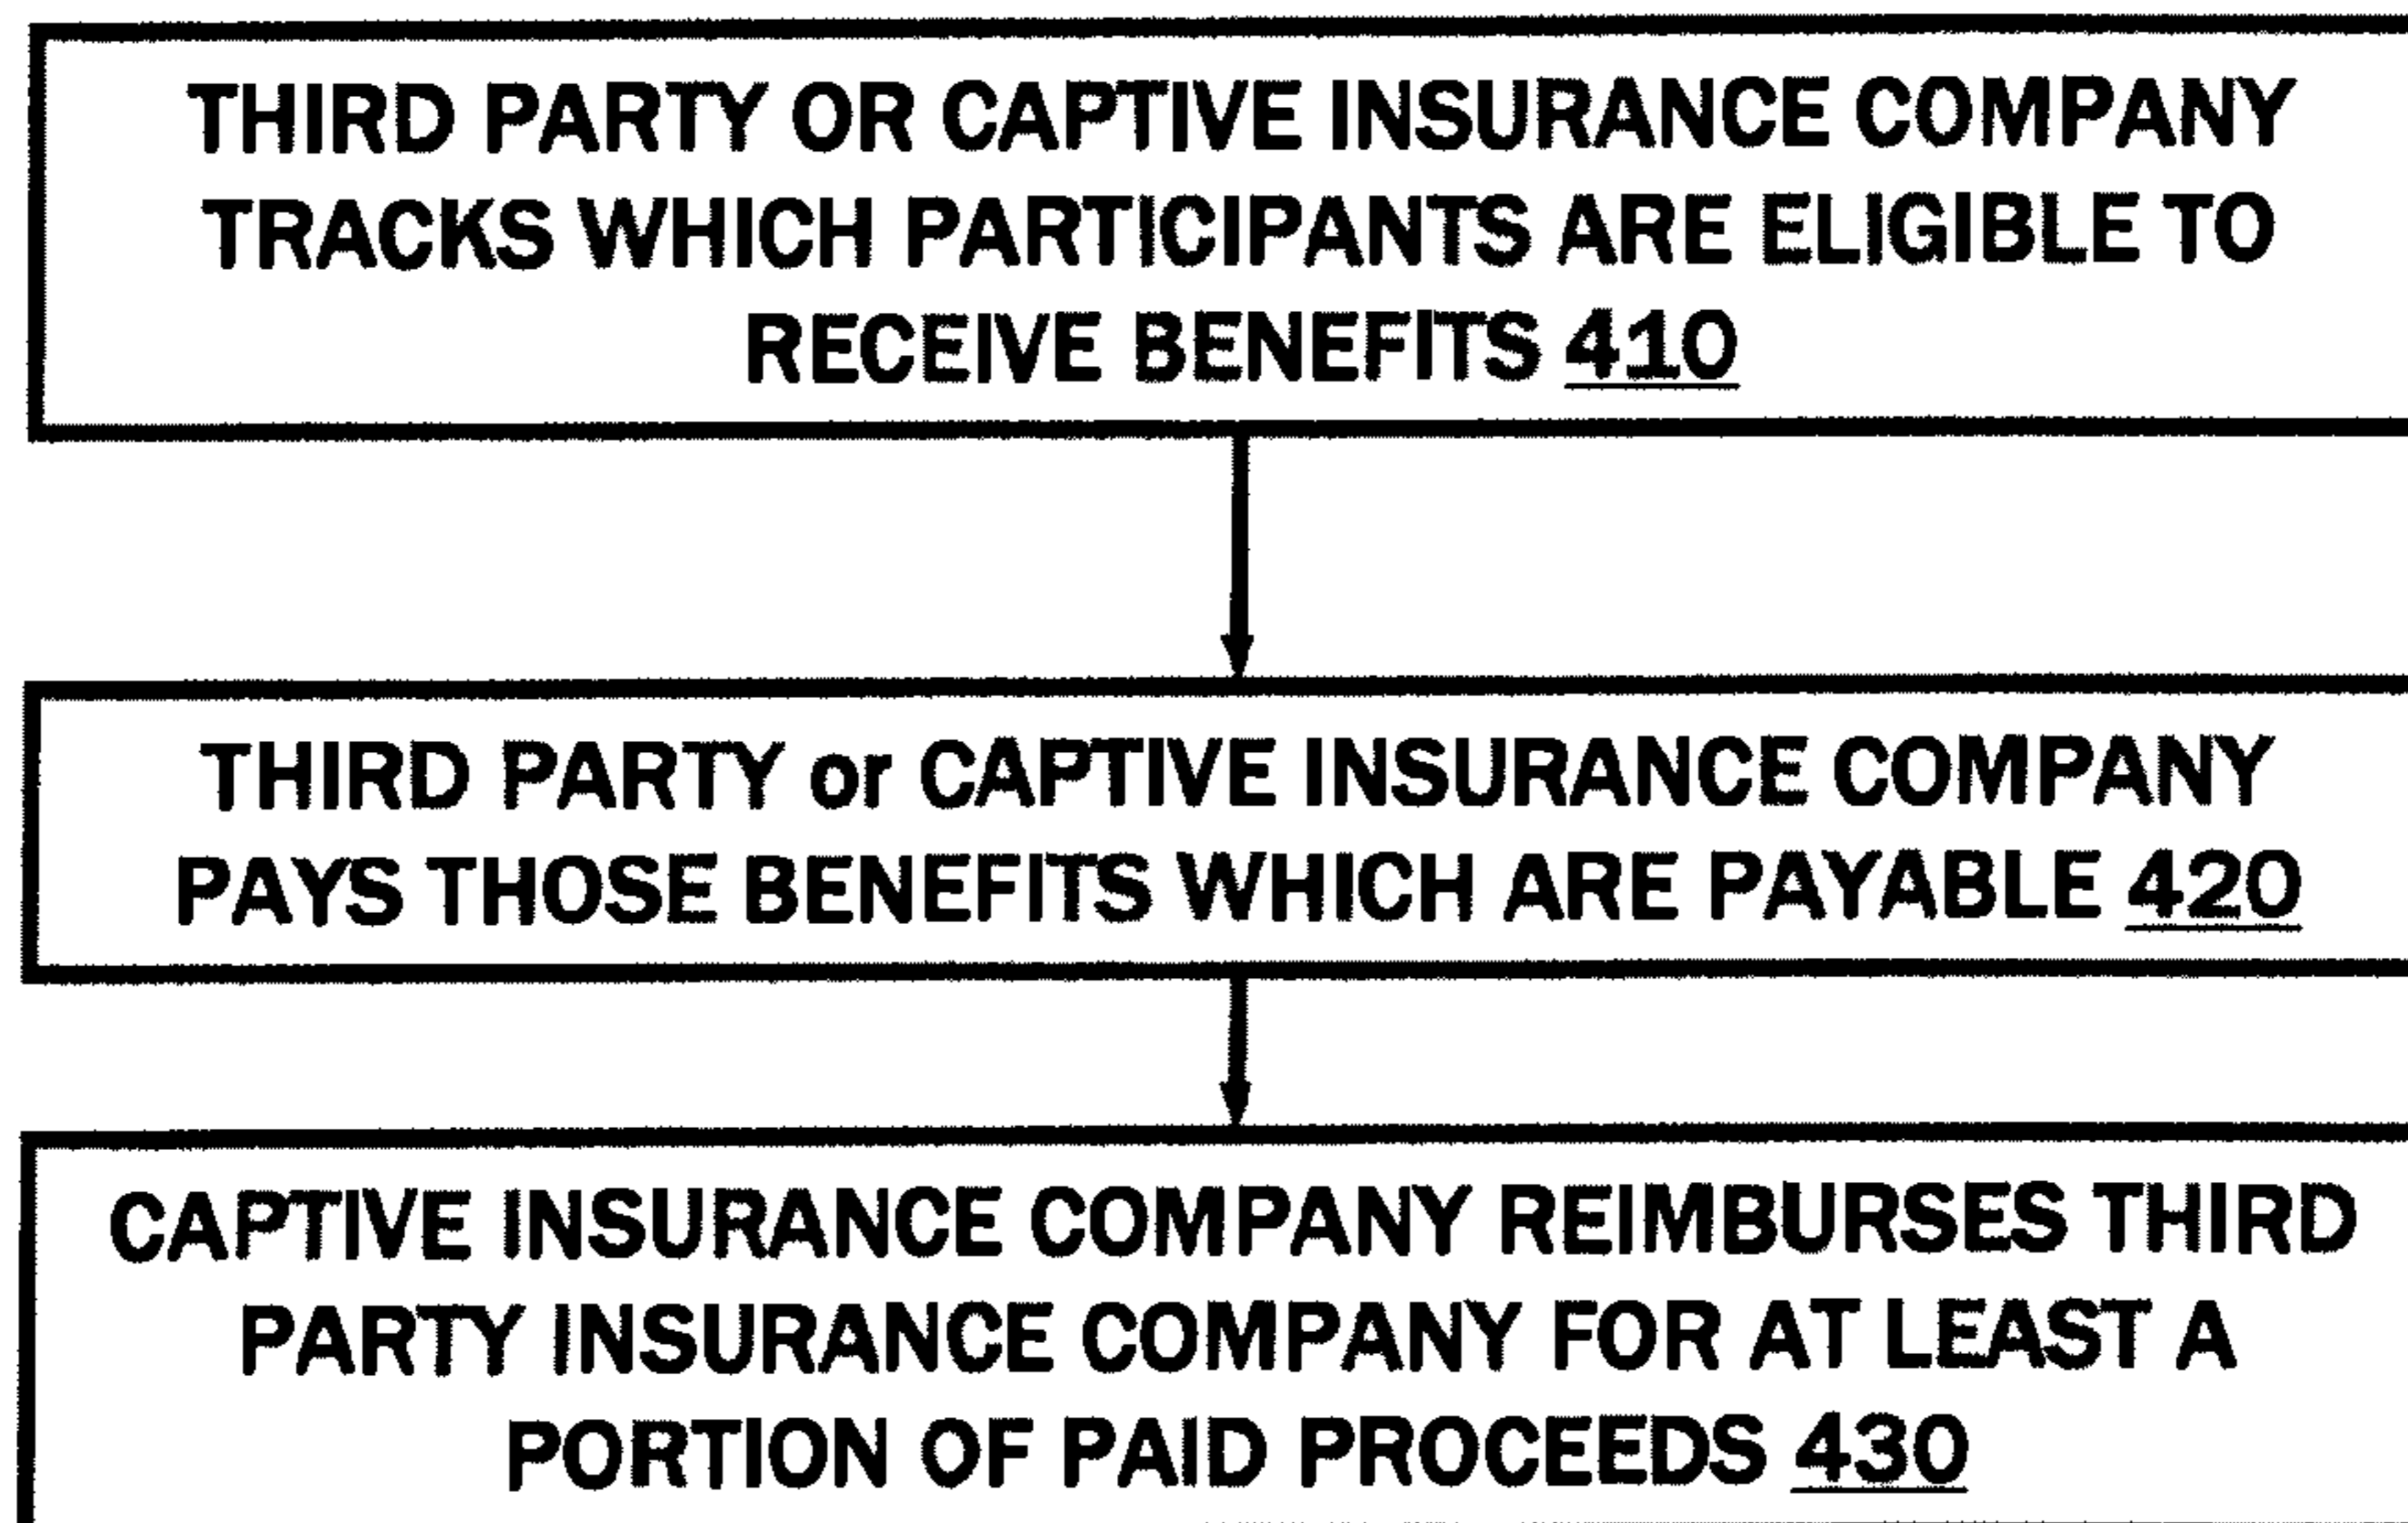 THIRD PARTY OR CAPTIVE INSURANCE COMPANY
TRACKS WHICH PARTICIPANTS ARE ELIGIBLE TO
RECEIVE BENEFITS 410
THIRD PARTY or CAPTIVE INSURANCE COMPANY
PAYS THOSE BENEFITS WHICH ARE PAYABLE 420
CAPTIVE INSURANCE COMPANY REIMBURSES THIRD
PARTY INSURANCE COMPANY FOR AT LEAST A
PORTION OF PAID PROCEEDS 430